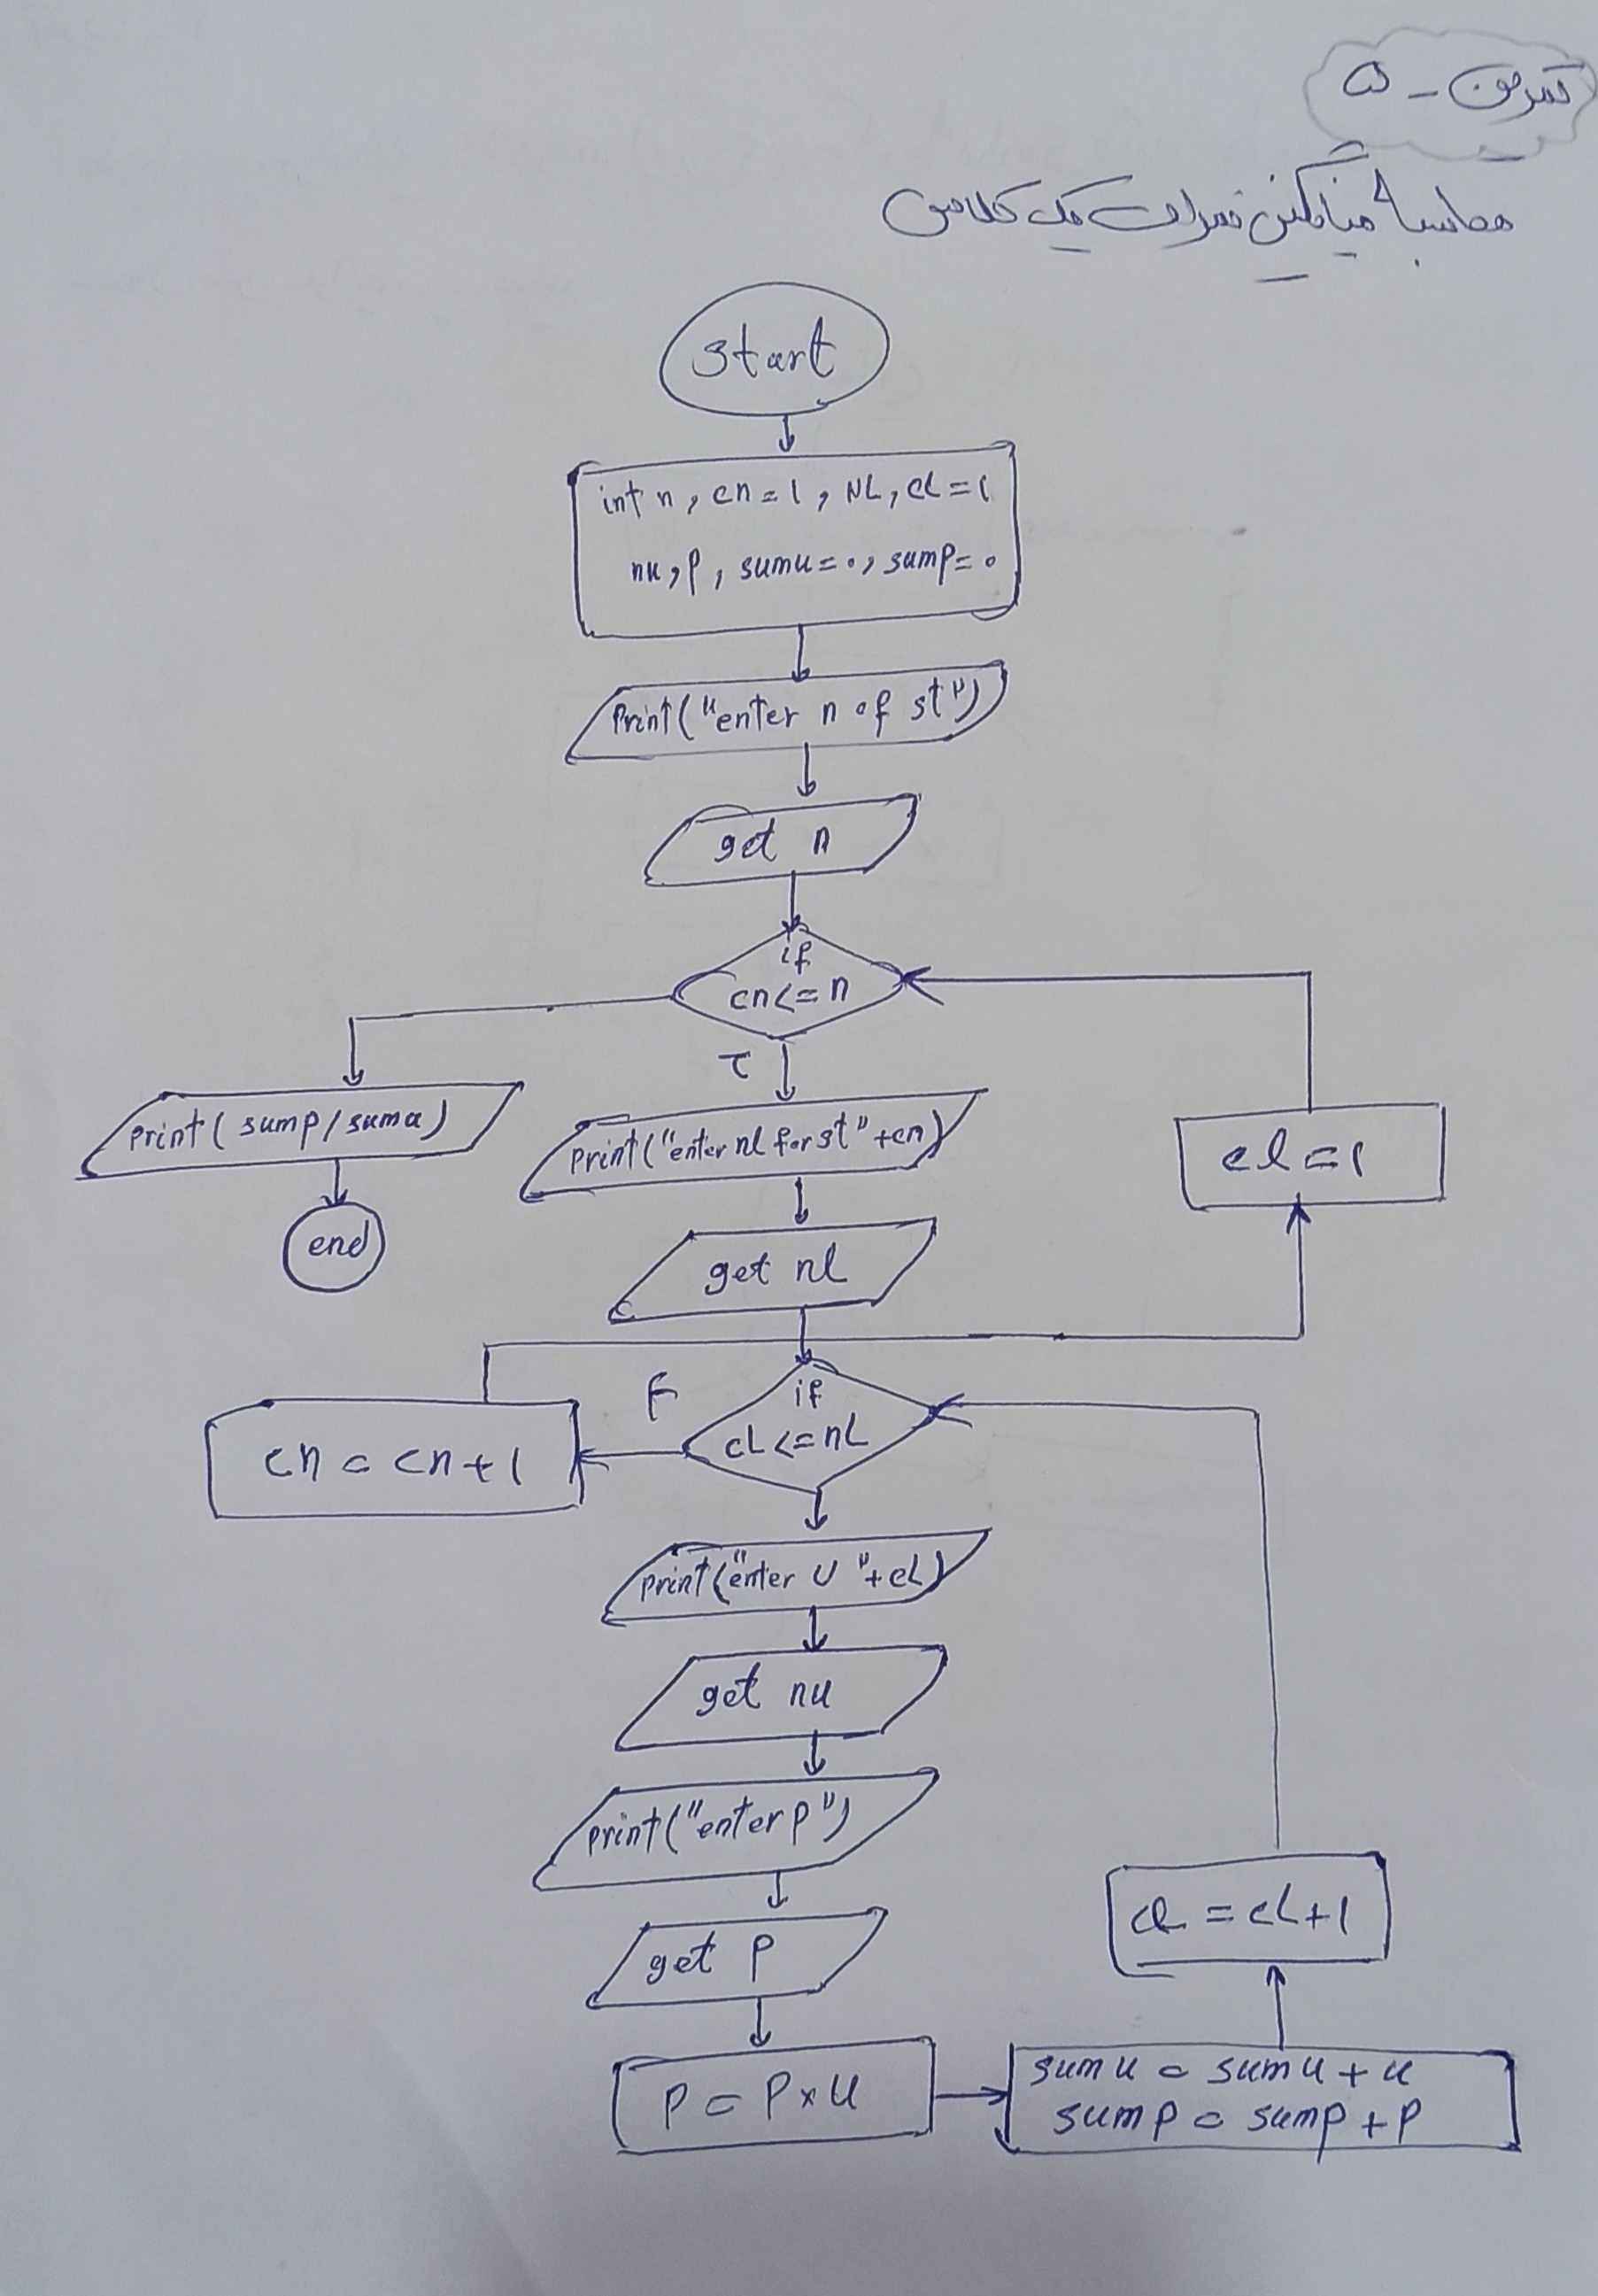 تمرین - ۵
محاسبه میانگین نمرات یک کلاس
start
int n, cn=1, NL, cL=1
nu, p, sumu=0, sump=0
Print("enter n of st")
get n
if
cn<=n
T
print(sump/sumu)
end
print("enter nl for st"+cn)
get nl
cl=1
if
cL<=nL
F
cn = cn+1
print("enter U "+cL)
get nu
print("enter p")
get p
cL = cL+1
p = p×u
sumu = sumu+u
sump = sump+p